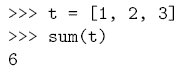 >>> t = [1, 2, 3]
>>> sum(t)
6